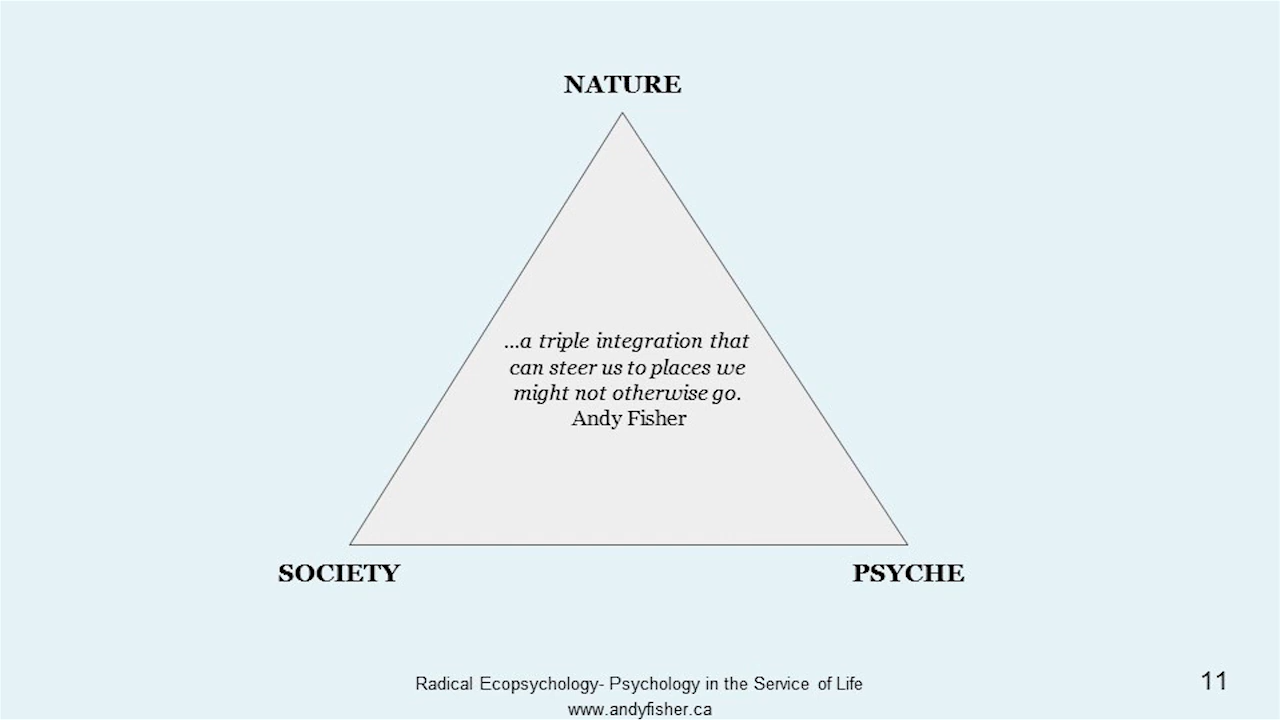 NATURE
...a triple integration that
can steer us to places we
might not otherwise go.
Andy Fisher
SOCIETY
PSYCHE
Radical Ecopsychology- Psychology in the Service of Life
www.andyfisher.ca
11